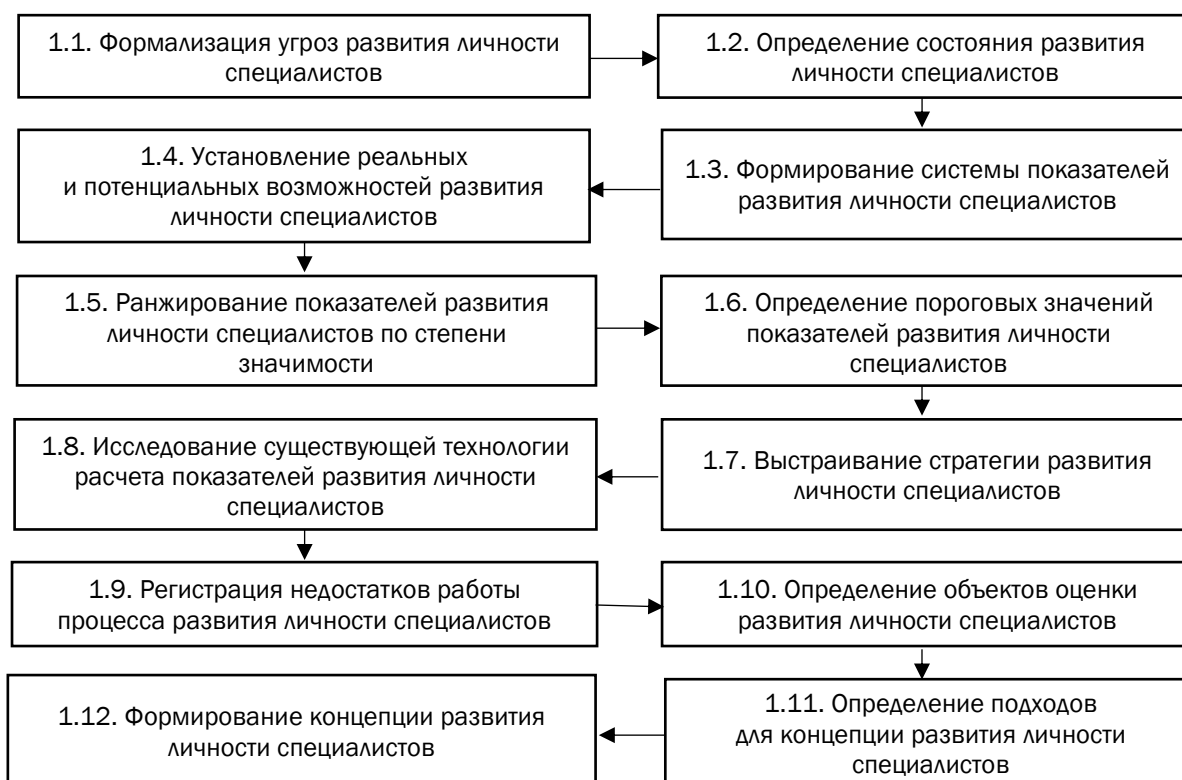 1.1. Формализация угроз развития личности
специалистов
1.2. Определение состояния развития
личности специалистов
1.4. Установление реальных
и потенциальных возможностей развития
личности специалистов
1.3. Формирование системы показателей
развития личности специалистов
1.5. Ранжирование показателей развития
личности специалистов по степени
значимости
1.6. Определение пороговых значений
показателей развития личности
специалистов
1.8. Исследование существующей технологии
расчета показателей развития личности
специалистов
1.7. Выстраивание стратегии развития
личности специалистов
1.9. Регистрация недостатков работы
процесса развития личности специалистов
1.10. Определение объектов оценки
развития личности специалистов
1.12. Формирование концепции развития
личности специалистов
1.11. Определение подходов
для концепции развития личности
специалистов